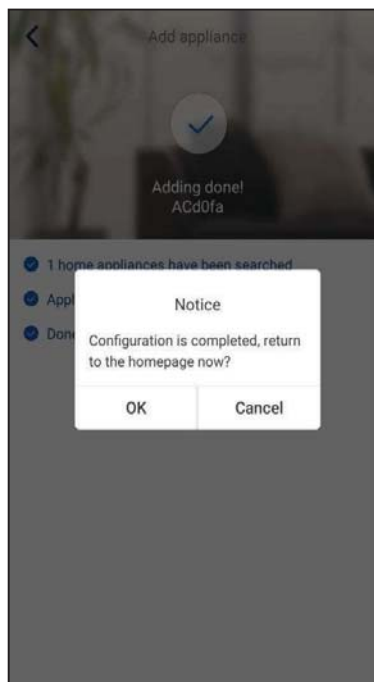 Add appliance
Adding done!
ACd0fa
1 home appliances have been searched
Notice
Configuration is completed, return
to the homepage now?
OK
Cancel